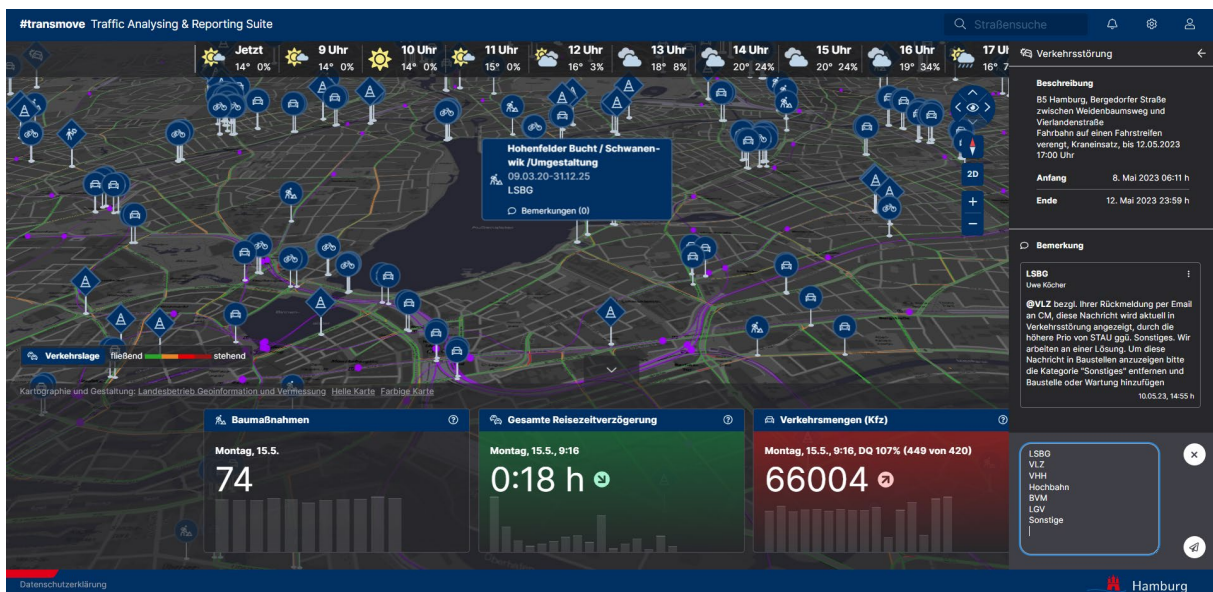 #transmove Traffic Analysing & Reporting Suite
Straßensuche
Jetzt
14° 0%
9 Uhr
14° 0%
10 Uhr
14° 0%
11 Uhr
15° 0%
12 Uhr
16° 3%
13 Uhr
18° 8%
14 Uhr
20° 24%
15 Uhr
20° 24%
16 Uhr
19° 34%
17 Uh
16° 7
Hohenfelder Bucht / Schwanen-
wik /Umgestaltung
09.03.20-31.12.25
LSBG
Bemerkungen (0)
2D
+
−
Verkehrslage
fließend
stehend
Kartographie und Gestaltung: Landesbetrieb Geoinformation und Vermessung Helle Karte Farbige Karte
Baumaßnahmen
Montag, 15.5.
74
Gesamte Reisezeitverzögerung
Montag, 15.5., 9:16
0:18 h
Verkehrsmengen (Kfz)
Montag, 15.5., 9:16, DQ 107% (449 von 420)
66004
Verkehrsstörung
Beschreibung
B5 Hamburg, Bergedorfer Straße
zwischen Weidenbaumsweg und
Vierlandenstraße
Fahrbahn auf einen Fahrstreifen
verengt, Kraneinsatz, bis 12.05.2023
17:00 Uhr
Anfang 8. Mai 2023 06:11 h
Ende 12. Mai 2023 23:59 h
Bemerkung
LSBG
Uwe Köcher
@VLZ bezgl. Ihrer Rückmeldung per Email
an CM, diese Nachricht wird aktuell in
Verkehrsstörung angezeigt, durch die
höhere Prio von STAU ggü. Sonstiges. Wir
arbeiten an einer Lösung. Um diese
Nachricht in Baustellen anzuzeigen bitte
die Kategorie "Sonstiges" entfernen und
Baustelle oder Wartung hinzufügen
10.05.23, 14:55 h
LSBG
VLZ
VHH
Hochbahn
BVM
LGV
Sonstige
Datenschutzerklärung
Hamburg